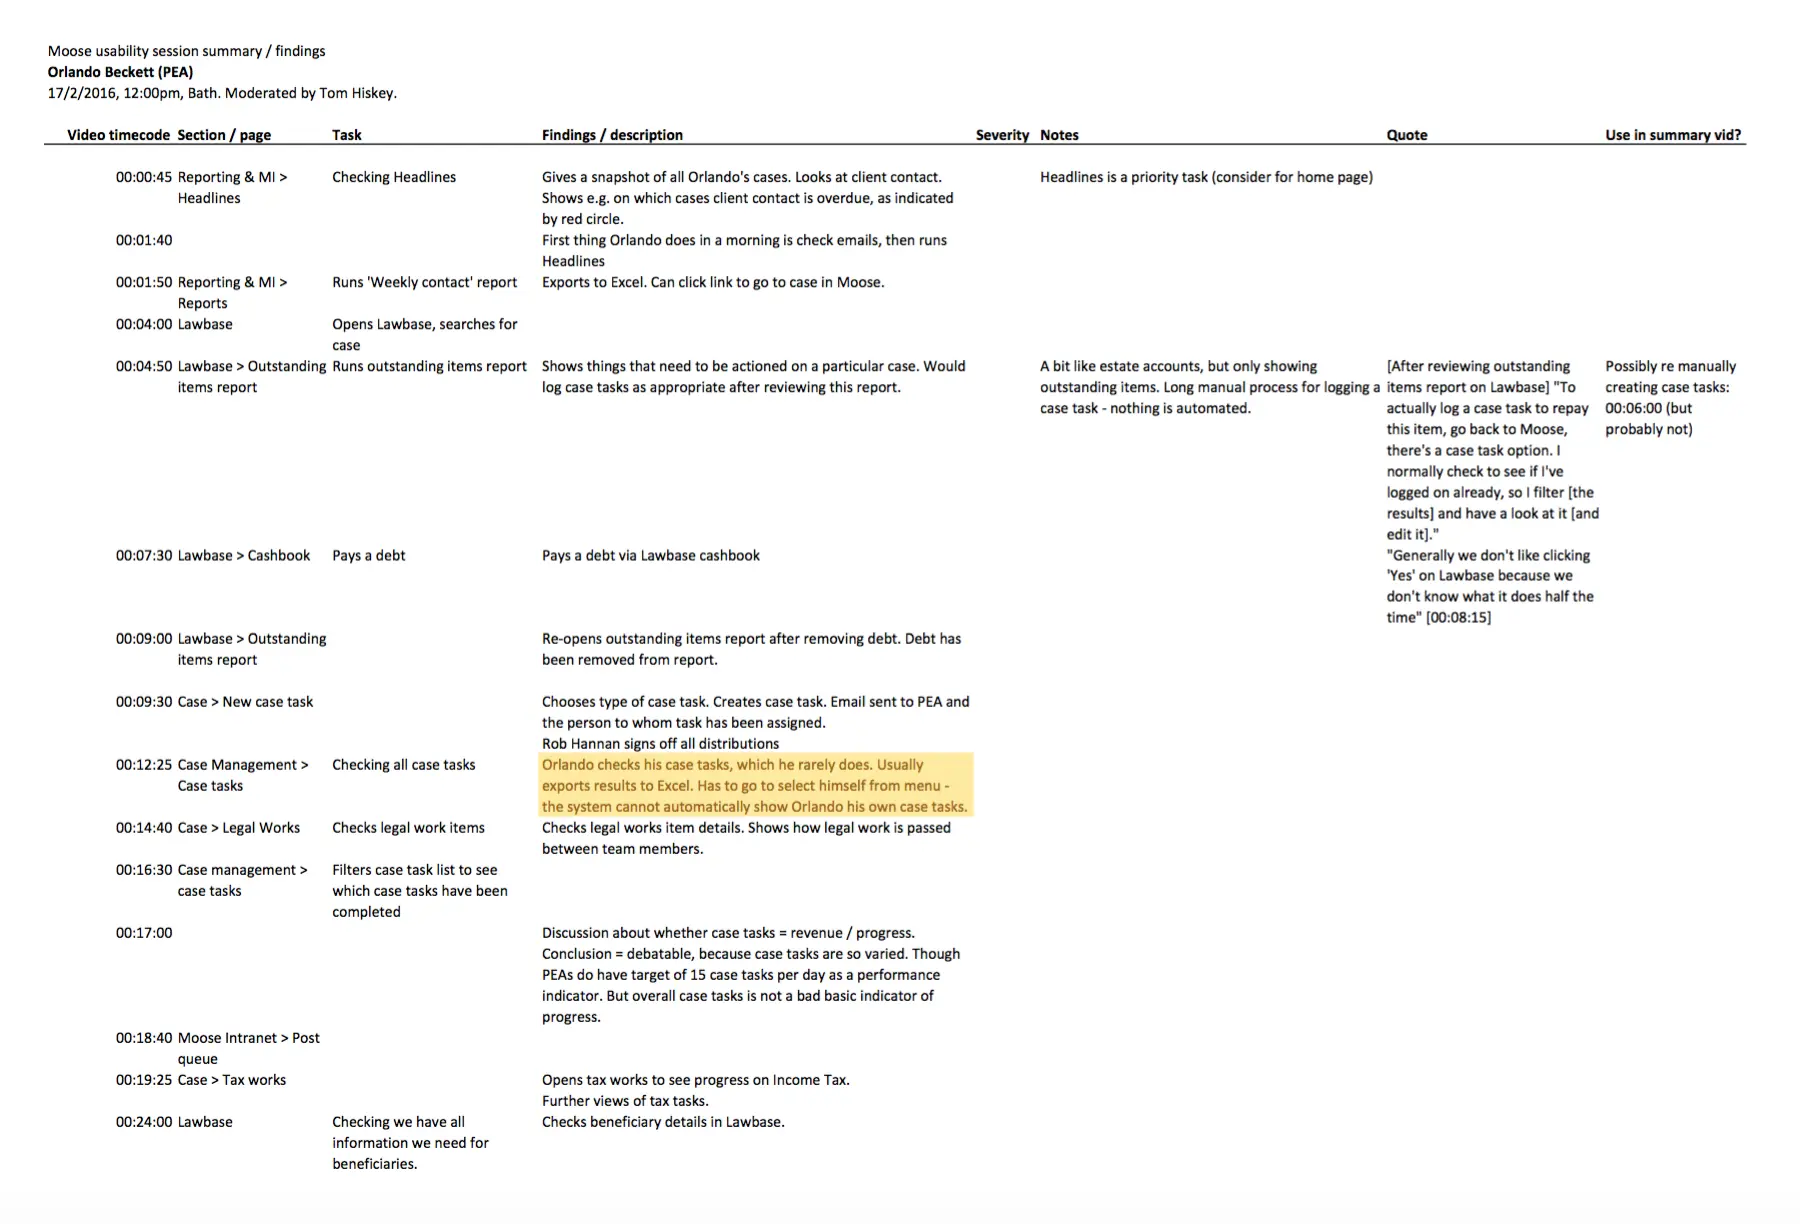 Moose usability session summary / findings
Orlando Beckett (PEA)
17/2/2016, 12:00pm, Bath. Moderated by Tom Hiskey.
Video timecode Section / page Task Findings / description Severity Notes Quote Use in summary vid?
00:00:45 Reporting & MI > Checking Headlines Gives a snapshot of all Orlando's cases. Looks at client contact. Headlines is a priority task (consider for home page)
Headlines Shows e.g. on which cases client contact is overdue, as indicated
by red circle.
00:01:40 First thing Orlando does in a morning is check emails, then runs
Headlines
00:01:50 Reporting & MI > Runs 'Weekly contact' report Exports to Excel. Can click link to go to case in Moose.
Reports
00:04:00 Lawbase Opens Lawbase, searches for
case
00:04:50 Lawbase > Outstanding Runs outstanding items report Shows things that need to be actioned on a particular case. Would A bit like estate accounts, but only showing [After reviewing outstanding Possibly re manually
items report log case tasks as appropriate after reviewing this report. outstanding items. Long manual process for logging a items report on Lawbase] "To creating case tasks:
case task - nothing is automated. actually log a case task to repay 00:06:00 (but
this item, go back to Moose, probably not)
there's a case task option. I
normally check to see if I've
logged on already, so I filter [the
results] and have a look at it [and
edit it]."
00:07:30 Lawbase > Cashbook Pays a debt Pays a debt via Lawbase cashbook "Generally we don't like clicking
'Yes' on Lawbase because we
don't know what it does half the
time" [00:08:15]
00:09:00 Lawbase > Outstanding Re-opens outstanding items report after removing debt. Debt has
items report been removed from report.
00:09:30 Case > New case task Chooses type of case task. Creates case task. Email sent to PEA and
the person to whom task has been assigned.
Rob Hannan signs off all distributions
00:12:25 Case Management > Checking all case tasks Orlando checks his case tasks, which he rarely does. Usually
Case tasks exports results to Excel. Has to go to select himself from menu -
the system cannot automatically show Orlando his own case tasks.
00:14:40 Case > Legal Works Checks legal work items Checks legal works item details. Shows how legal work is passed
between team members.
00:16:30 Case management > Filters case task list to see
case tasks which case tasks have been
completed
00:17:00 Discussion about whether case tasks = revenue / progress.
Conclusion = debatable, because case tasks are so varied. Though
PEAs do have target of 15 case tasks per day as a performance
indicator. But overall case tasks is not a bad basic indicator of
progress.
00:18:40 Moose Intranet > Post
queue
00:19:25 Case > Tax works Opens tax works to see progress on Income Tax.
Further views of tax tasks.
00:24:00 Lawbase Checking we have all Checks beneficiary details in Lawbase.
information we need for
beneficiaries.